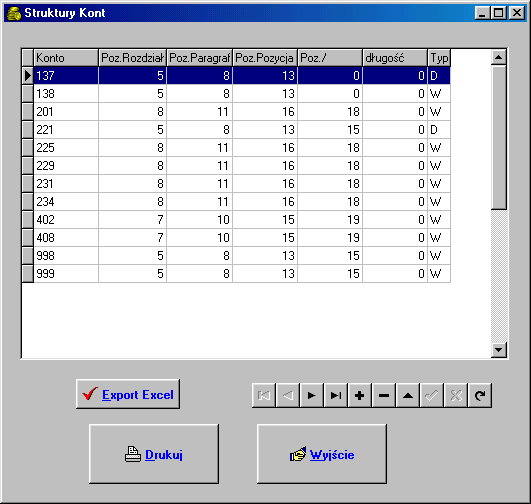 Struktury Kont
Konto Poz.Rozdział Poz.Paragraf Poz.Pozycja Poz./ długość Typ
137 5 8 13 0 0 D
138 5 8 13 0 0 W
201 8 11 16 18 0 W
221 5 8 13 15 0 D
225 8 11 16 18 0 W
229 8 11 16 18 0 W
231 8 11 16 18 0 W
234 8 11 16 18 0 W
402 7 10 15 19 0 W
408 7 10 15 19 0 W
998 5 8 13 15 0 W
999 5 8 13 15 0 W
Export Excel
Drukuj Wyjście